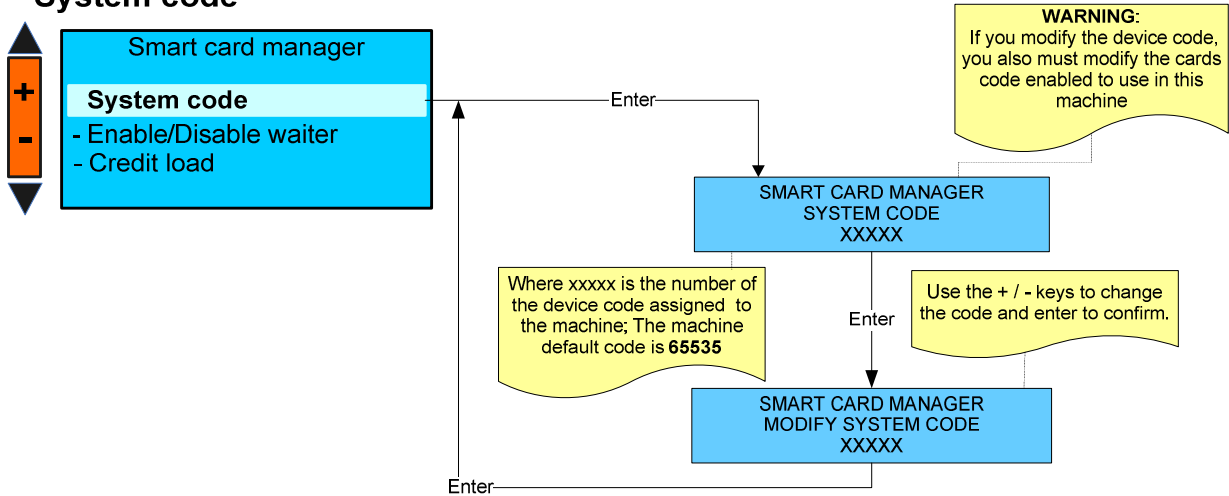 System code
Smart card manager
+
System code
-
- Enable/Disable waiter
- Credit load
Enter
WARNING:
If you modify the device code,
you also must modify the cards
code enabled to use in this
machine
SMART CARD MANAGER
SYSTEM CODE
XXXXX
Where xxxxx is the number of
the device code assigned to
the machine; The machine
default code is 65535
Enter
Use the + / - keys to change
the code and enter to confirm.
SMART CARD MANAGER
MODIFY SYSTEM CODE
XXXXX
Enter